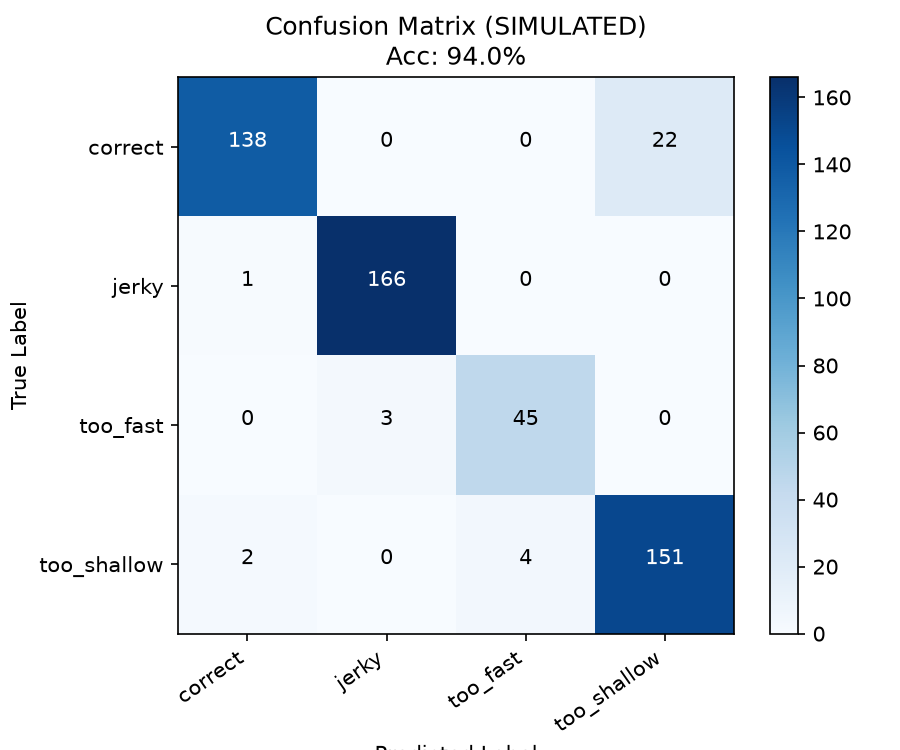 Confusion Matrix (SIMULATED)
Acc: 94.0%
True Label
correct
138 0 0 22
jerky
1 166 0 0
too_fast
0 3 45 0
too_shallow
2 0 4 151
correct jerky too_fast too_shallow
Predicted Label
160
140
120
100
80
60
40
20
0